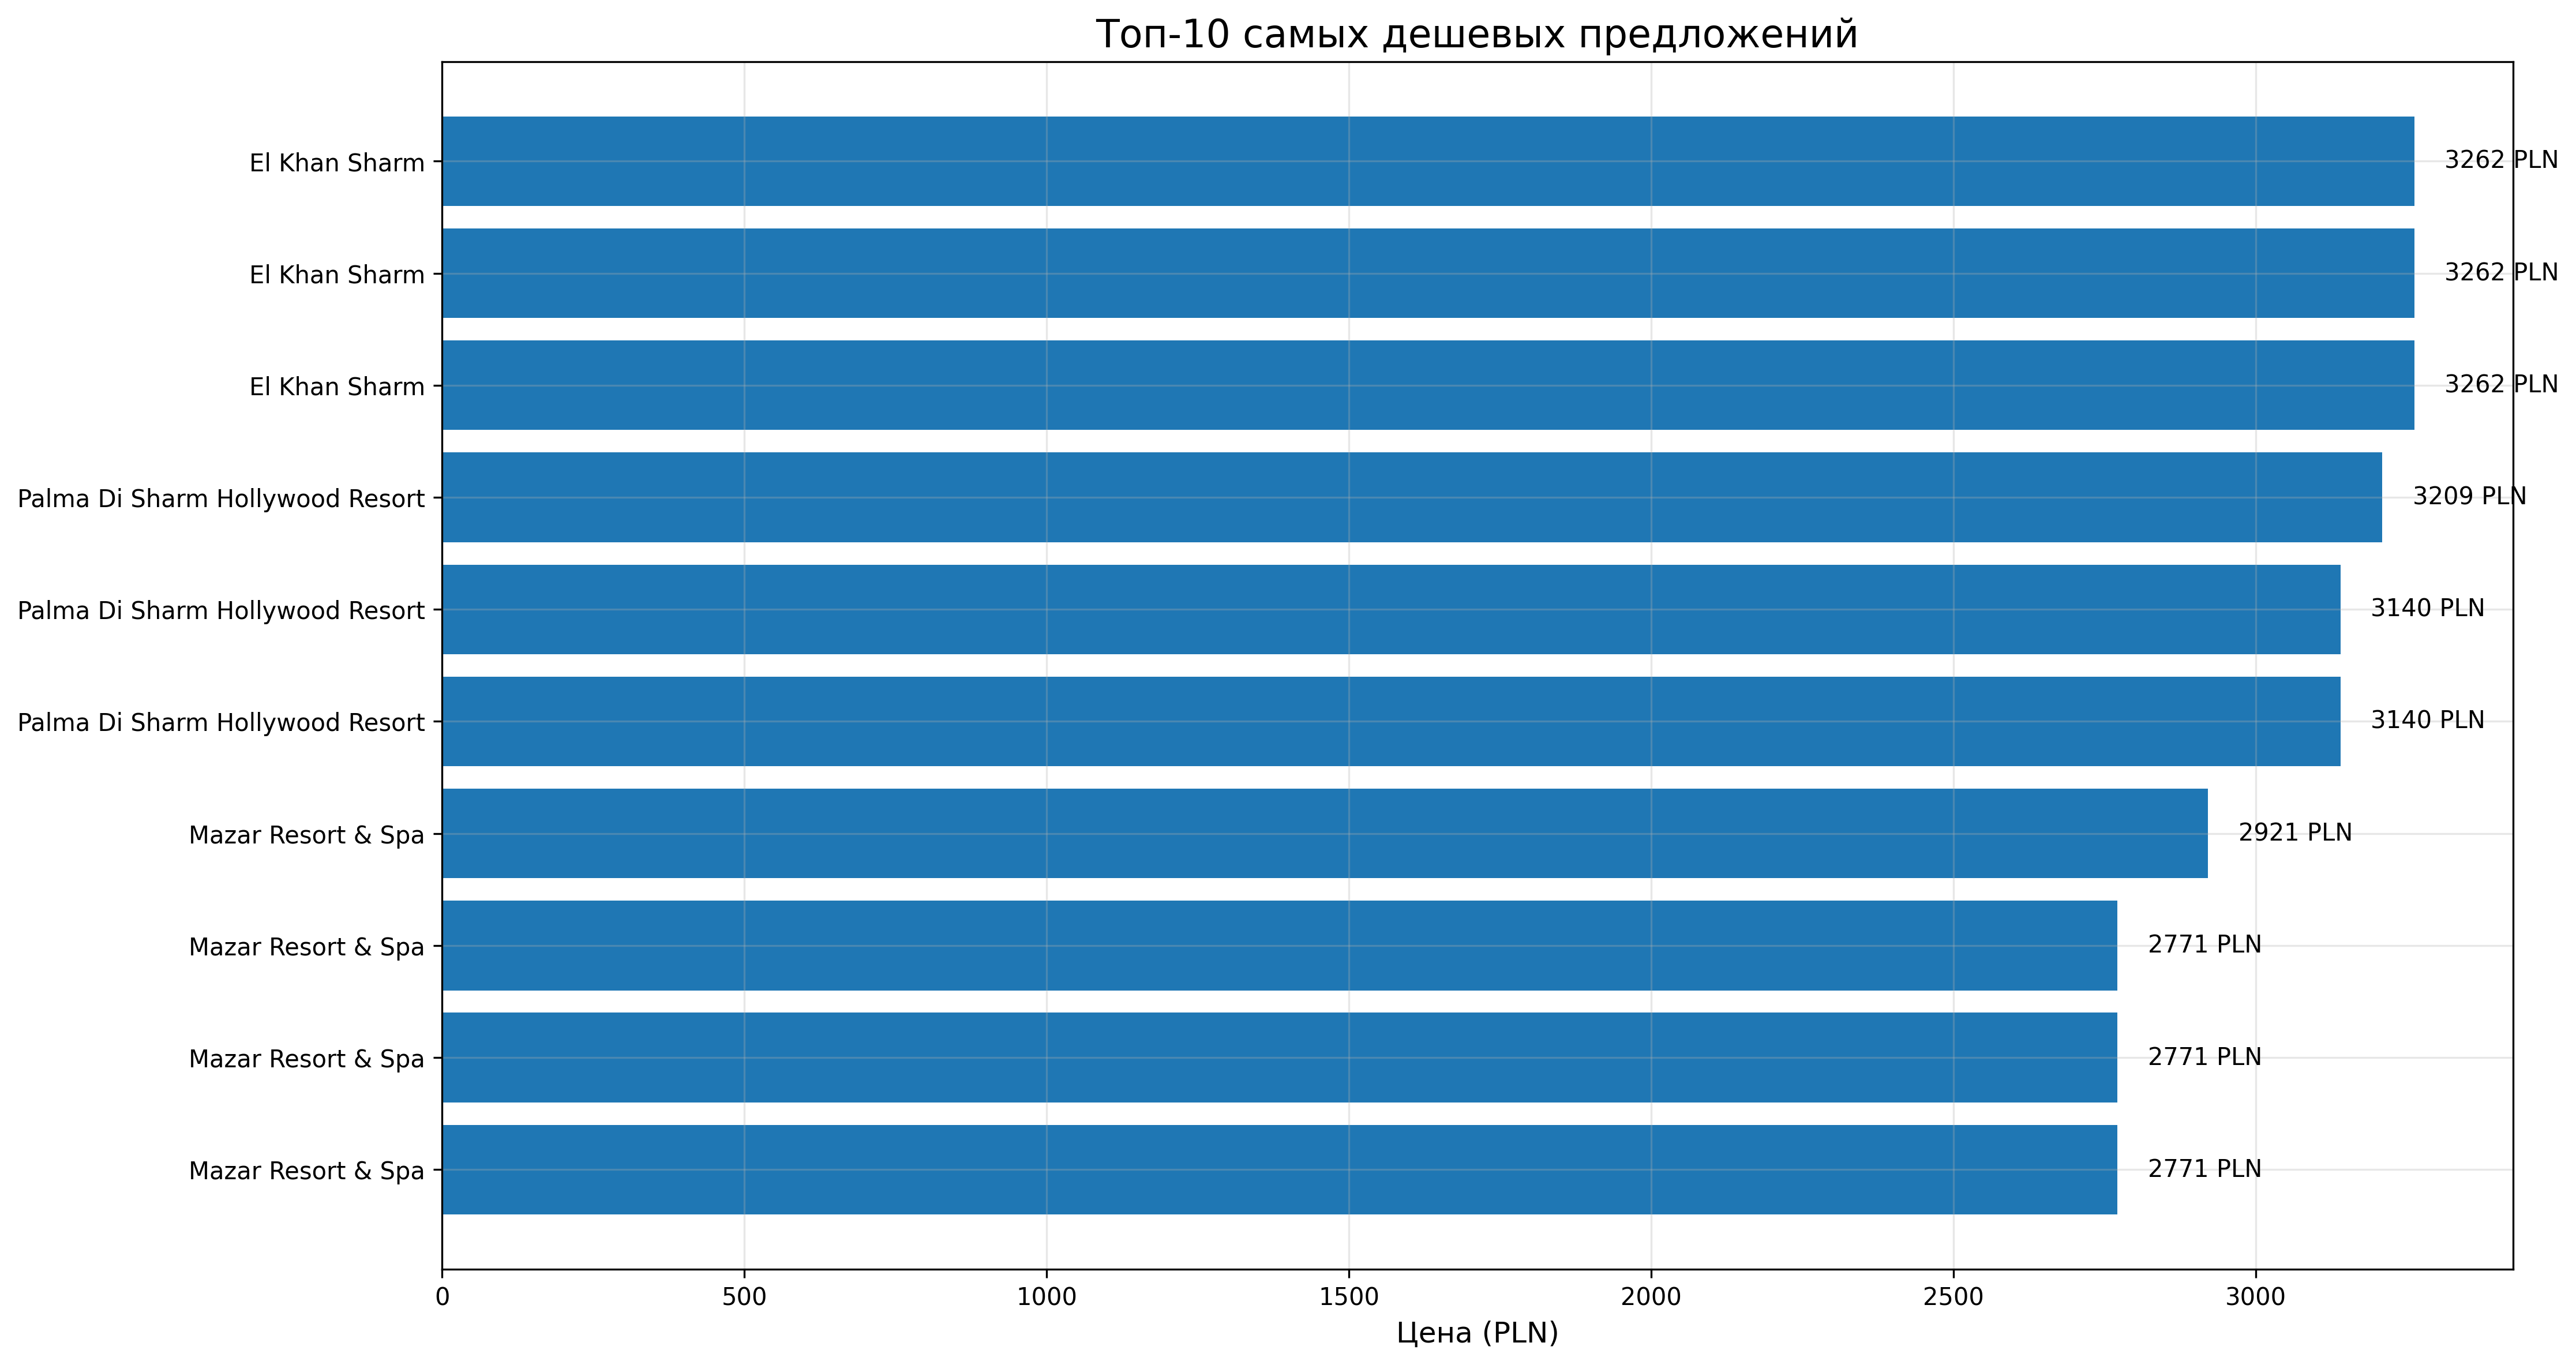 Топ-10 самых дешевых предложений
El Khan Sharm 3262 PLN
El Khan Sharm 3262 PLN
El Khan Sharm 3262 PLN
Palma Di Sharm Hollywood Resort 3209 PLN
Palma Di Sharm Hollywood Resort 3140 PLN
Palma Di Sharm Hollywood Resort 3140 PLN
Mazar Resort & Spa 2921 PLN
Mazar Resort & Spa 2771 PLN
Mazar Resort & Spa 2771 PLN
Mazar Resort & Spa 2771 PLN
0 500 1000 1500 2000 2500 3000
Цена (PLN)